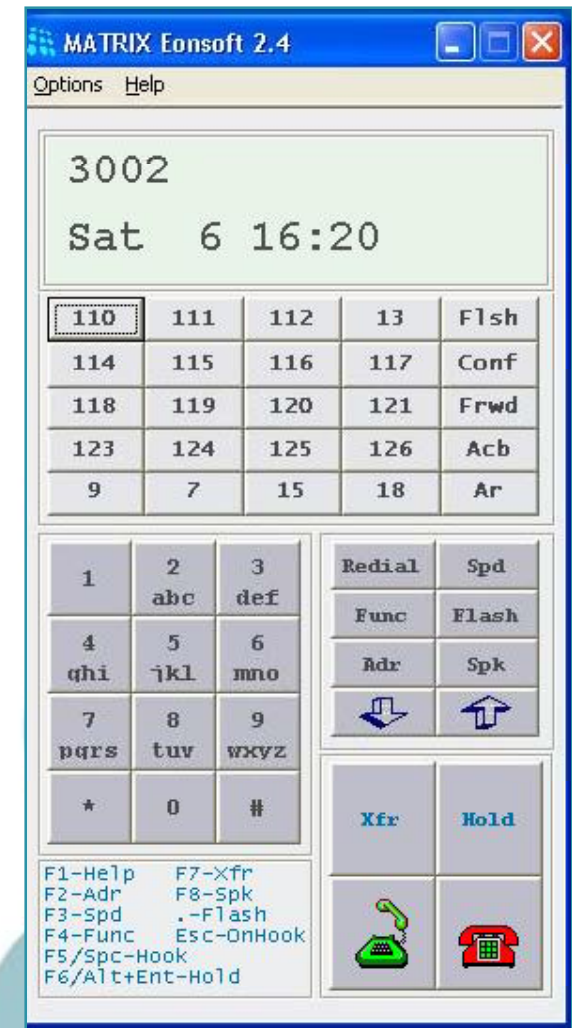 MATRIX Eonsoft 2.4
Options Help
3002
Sat 6 16:20
110 111 112 13 Flsh
114 115 116 117 Conf
118 119 120 121 Frwd
123 124 125 126 Acb
9 7 15 18 Ar
1 2 abc 3 def
4 ghi 5 jkl 6 mno
7 pqrs 8 tuv 9 wxyz
* 0 #
Redial Spd
Func Flash
Adr Spk
Xfr Hold
F1-Help F7-Xfr
F2-Adr F8-Spk
F3-Spd .-Flash
F4-Func Esc-OnHook
F5/Spc-Hook
F6/Alt+Ent-Hold